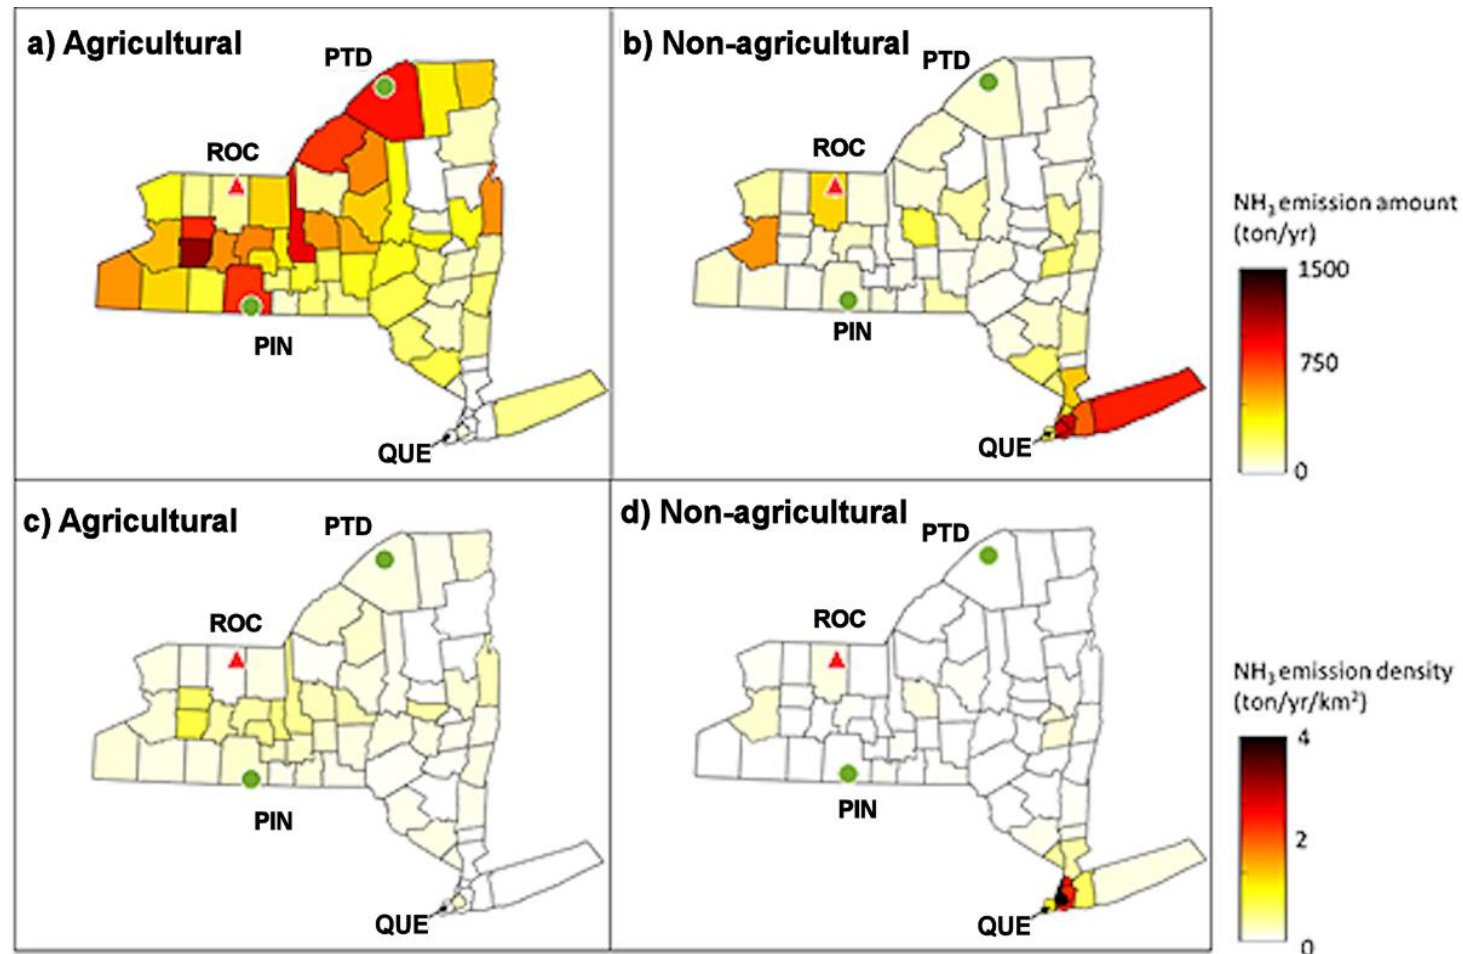 a) Agricultural
PTD
ROC
PIN
QUE
b) Non-agricultural
PTD
ROC
PIN
QUE
NH₃ emission amount
(ton/yr)
1500
750
0
c) Agricultural
PTD
ROC
PIN
QUE
d) Non-agricultural
PTD
ROC
PIN
QUE
NH₃ emission density
(ton/yr/km²)
4
2
0